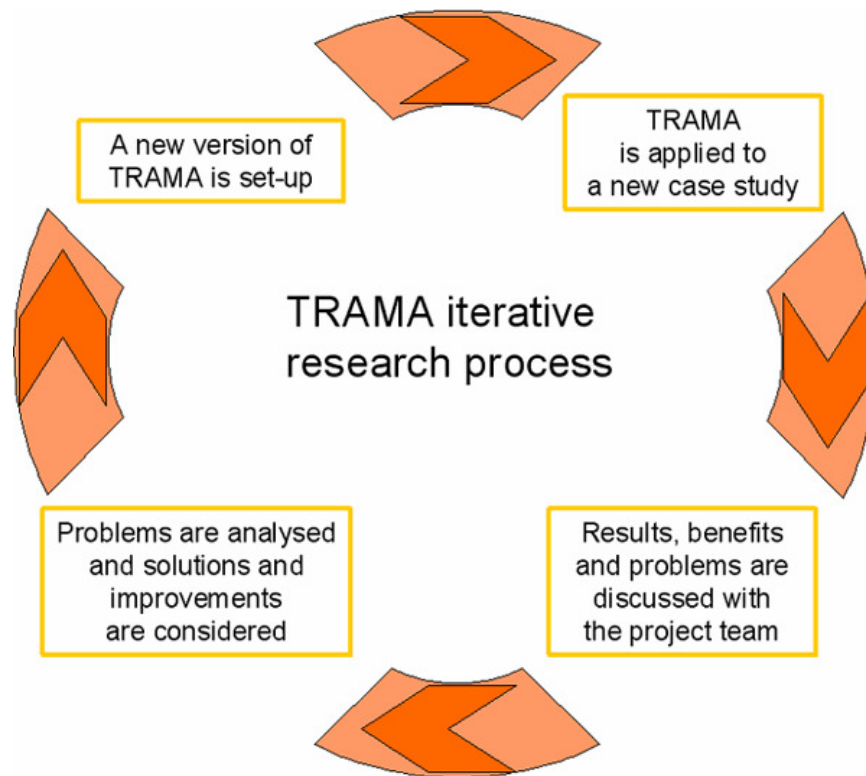 A new version of
TRAMA is set-up
TRAMA
is applied to
a new case study
TRAMA iterative
research process
Problems are analysed
and solutions and
improvements
are considered
Results, benefits
and problems are
discussed with
the project team